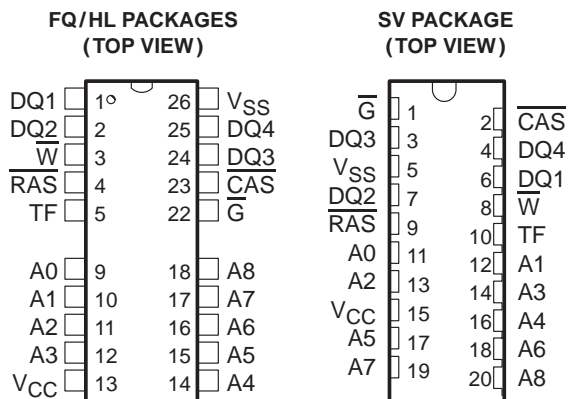 FQ/HL PACKAGES
(TOP VIEW)
DQ1 1 26 VSS
DQ2 2 25 DQ4
W̅ 3 24 DQ3
R̅A̅S̅ 4 23 C̅A̅S̅
TF 5 22 G̅
A0 9 18 A8
A1 10 17 A7
A2 11 16 A6
A3 12 15 A5
VCC 13 14 A4
SV PACKAGE
(TOP VIEW)
G̅ 1
2 C̅A̅S̅
DQ3 3
4 DQ4
VSS 5
6 DQ1
DQ2 7
8 W̅
R̅A̅S̅ 9
10 TF
A0 11
12 A1
A2 13
14 A3
VCC 15
16 A4
A5 17
18 A6
A7 19
20 A8